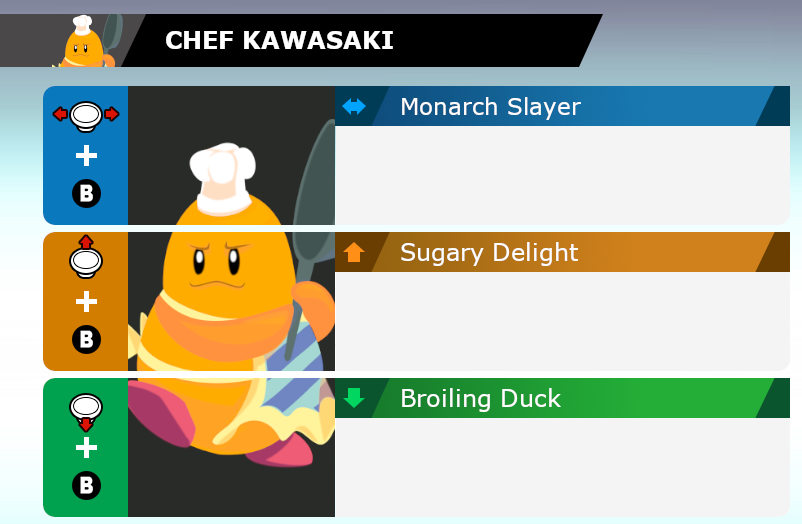 CHEF KAWASAKI
Monarch Slayer
+
B
Sugary Delight
+
B
Broiling Duck
+
B